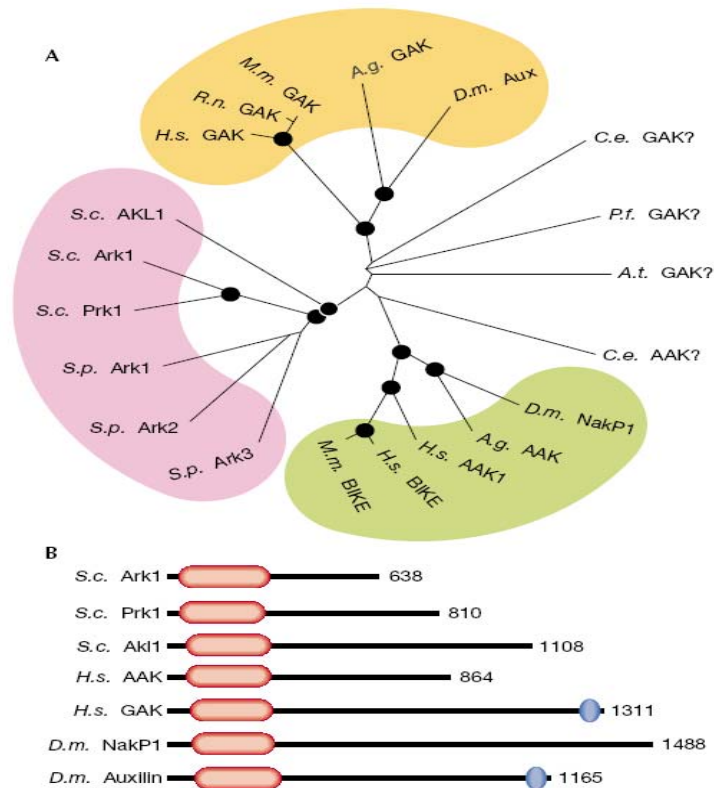 A
M.m. GAK
R.n. GAK
H.s. GAK
A.g. GAK
D.m. Aux
C.e. GAK?
P.f. GAK?
A.t. GAK?
C.e. AAK?
S.c. AKL1
S.c. Ark1
S.c. Prk1
S.p. Ark1
S.p. Ark2
S.p. Ark3
M.m. BIKE
H.s. BIKE
H.s. AAK1
A.g. AAK
D.m. NakP1
B
S.c. Ark1 638
S.c. Prk1 810
S.c. Akl1 1108
H.s. AAK 864
H.s. GAK 1311
D.m. NakP1 1488
D.m. Auxilin 1165